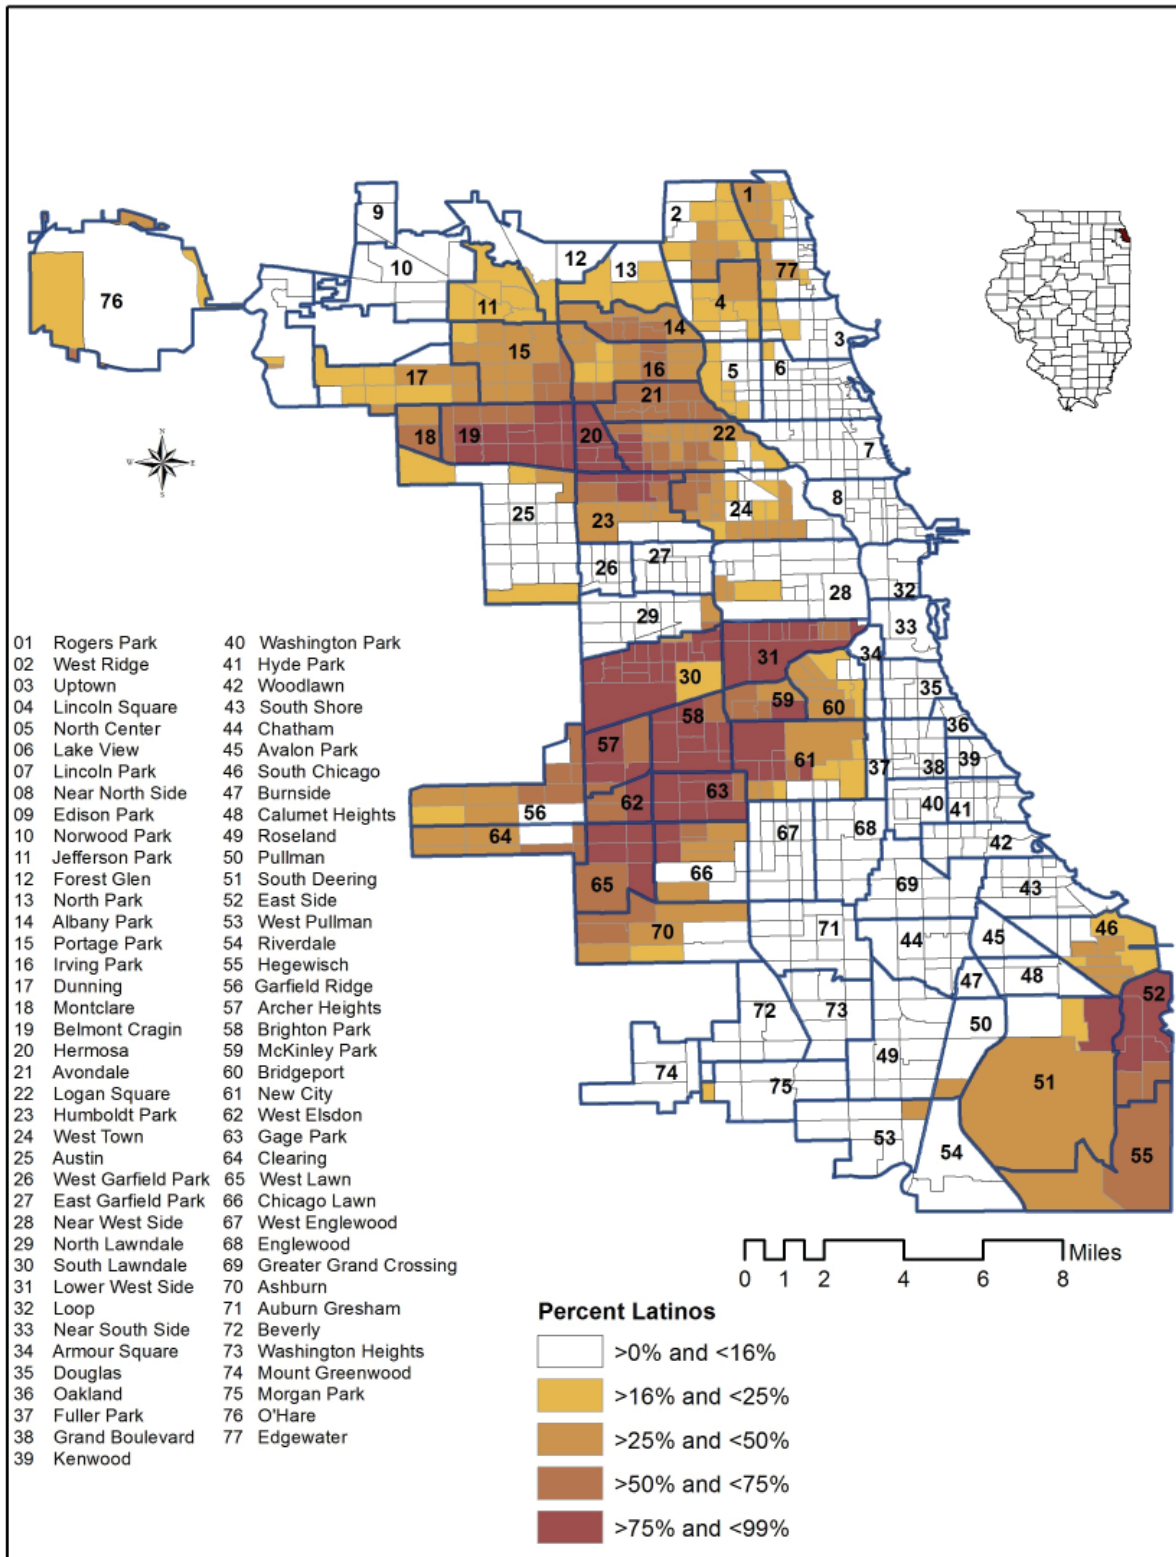 1
2
9
12
13
77
10
76
4
11
14
3
15
5
6
16
17
21
22
18
19
20
7
8
24
25
23
27
26
28
32
29
33
34
31
30
35
59
58
60
36
57
61
37
38
39
63
62
40
41
56
67
68
64
42
66
69
65
43
70
71
46
44
45
48
47
52
72
73
50
49
74
75
51
53
54
55
N
W
E
S
01 Rogers Park 40 Washington Park
02 West Ridge 41 Hyde Park
03 Uptown 42 Woodlawn
04 Lincoln Square 43 South Shore
05 North Center 44 Chatham
06 Lake View 45 Avalon Park
07 Lincoln Park 46 South Chicago
08 Near North Side 47 Burnside
09 Edison Park 48 Calumet Heights
10 Norwood Park 49 Roseland
11 Jefferson Park 50 Pullman
12 Forest Glen 51 South Deering
13 North Park 52 East Side
14 Albany Park 53 West Pullman
15 Portage Park 54 Riverdale
16 Irving Park 55 Hegewisch
17 Dunning 56 Garfield Ridge
18 Montclare 57 Archer Heights
19 Belmont Cragin 58 Brighton Park
20 Hermosa 59 McKinley Park
21 Avondale 60 Bridgeport
22 Logan Square 61 New City
23 Humboldt Park 62 West Elsdon
24 West Town 63 Gage Park
25 Austin 64 Clearing
26 West Garfield Park 65 West Lawn
27 East Garfield Park 66 Chicago Lawn
28 Near West Side 67 West Englewood
29 North Lawndale 68 Englewood
30 South Lawndale 69 Greater Grand Crossing
31 Lower West Side 70 Ashburn
32 Loop 71 Auburn Gresham
33 Near South Side 72 Beverly
34 Armour Square 73 Washington Heights
35 Douglas 74 Mount Greenwood
36 Oakland 75 Morgan Park
37 Fuller Park 76 O'Hare
38 Grand Boulevard 77 Edgewater
39 Kenwood
Miles
0 1 2 4 6 8
Percent Latinos
>0% and <16%
>16% and <25%
>25% and <50%
>50% and <75%
>75% and <99%